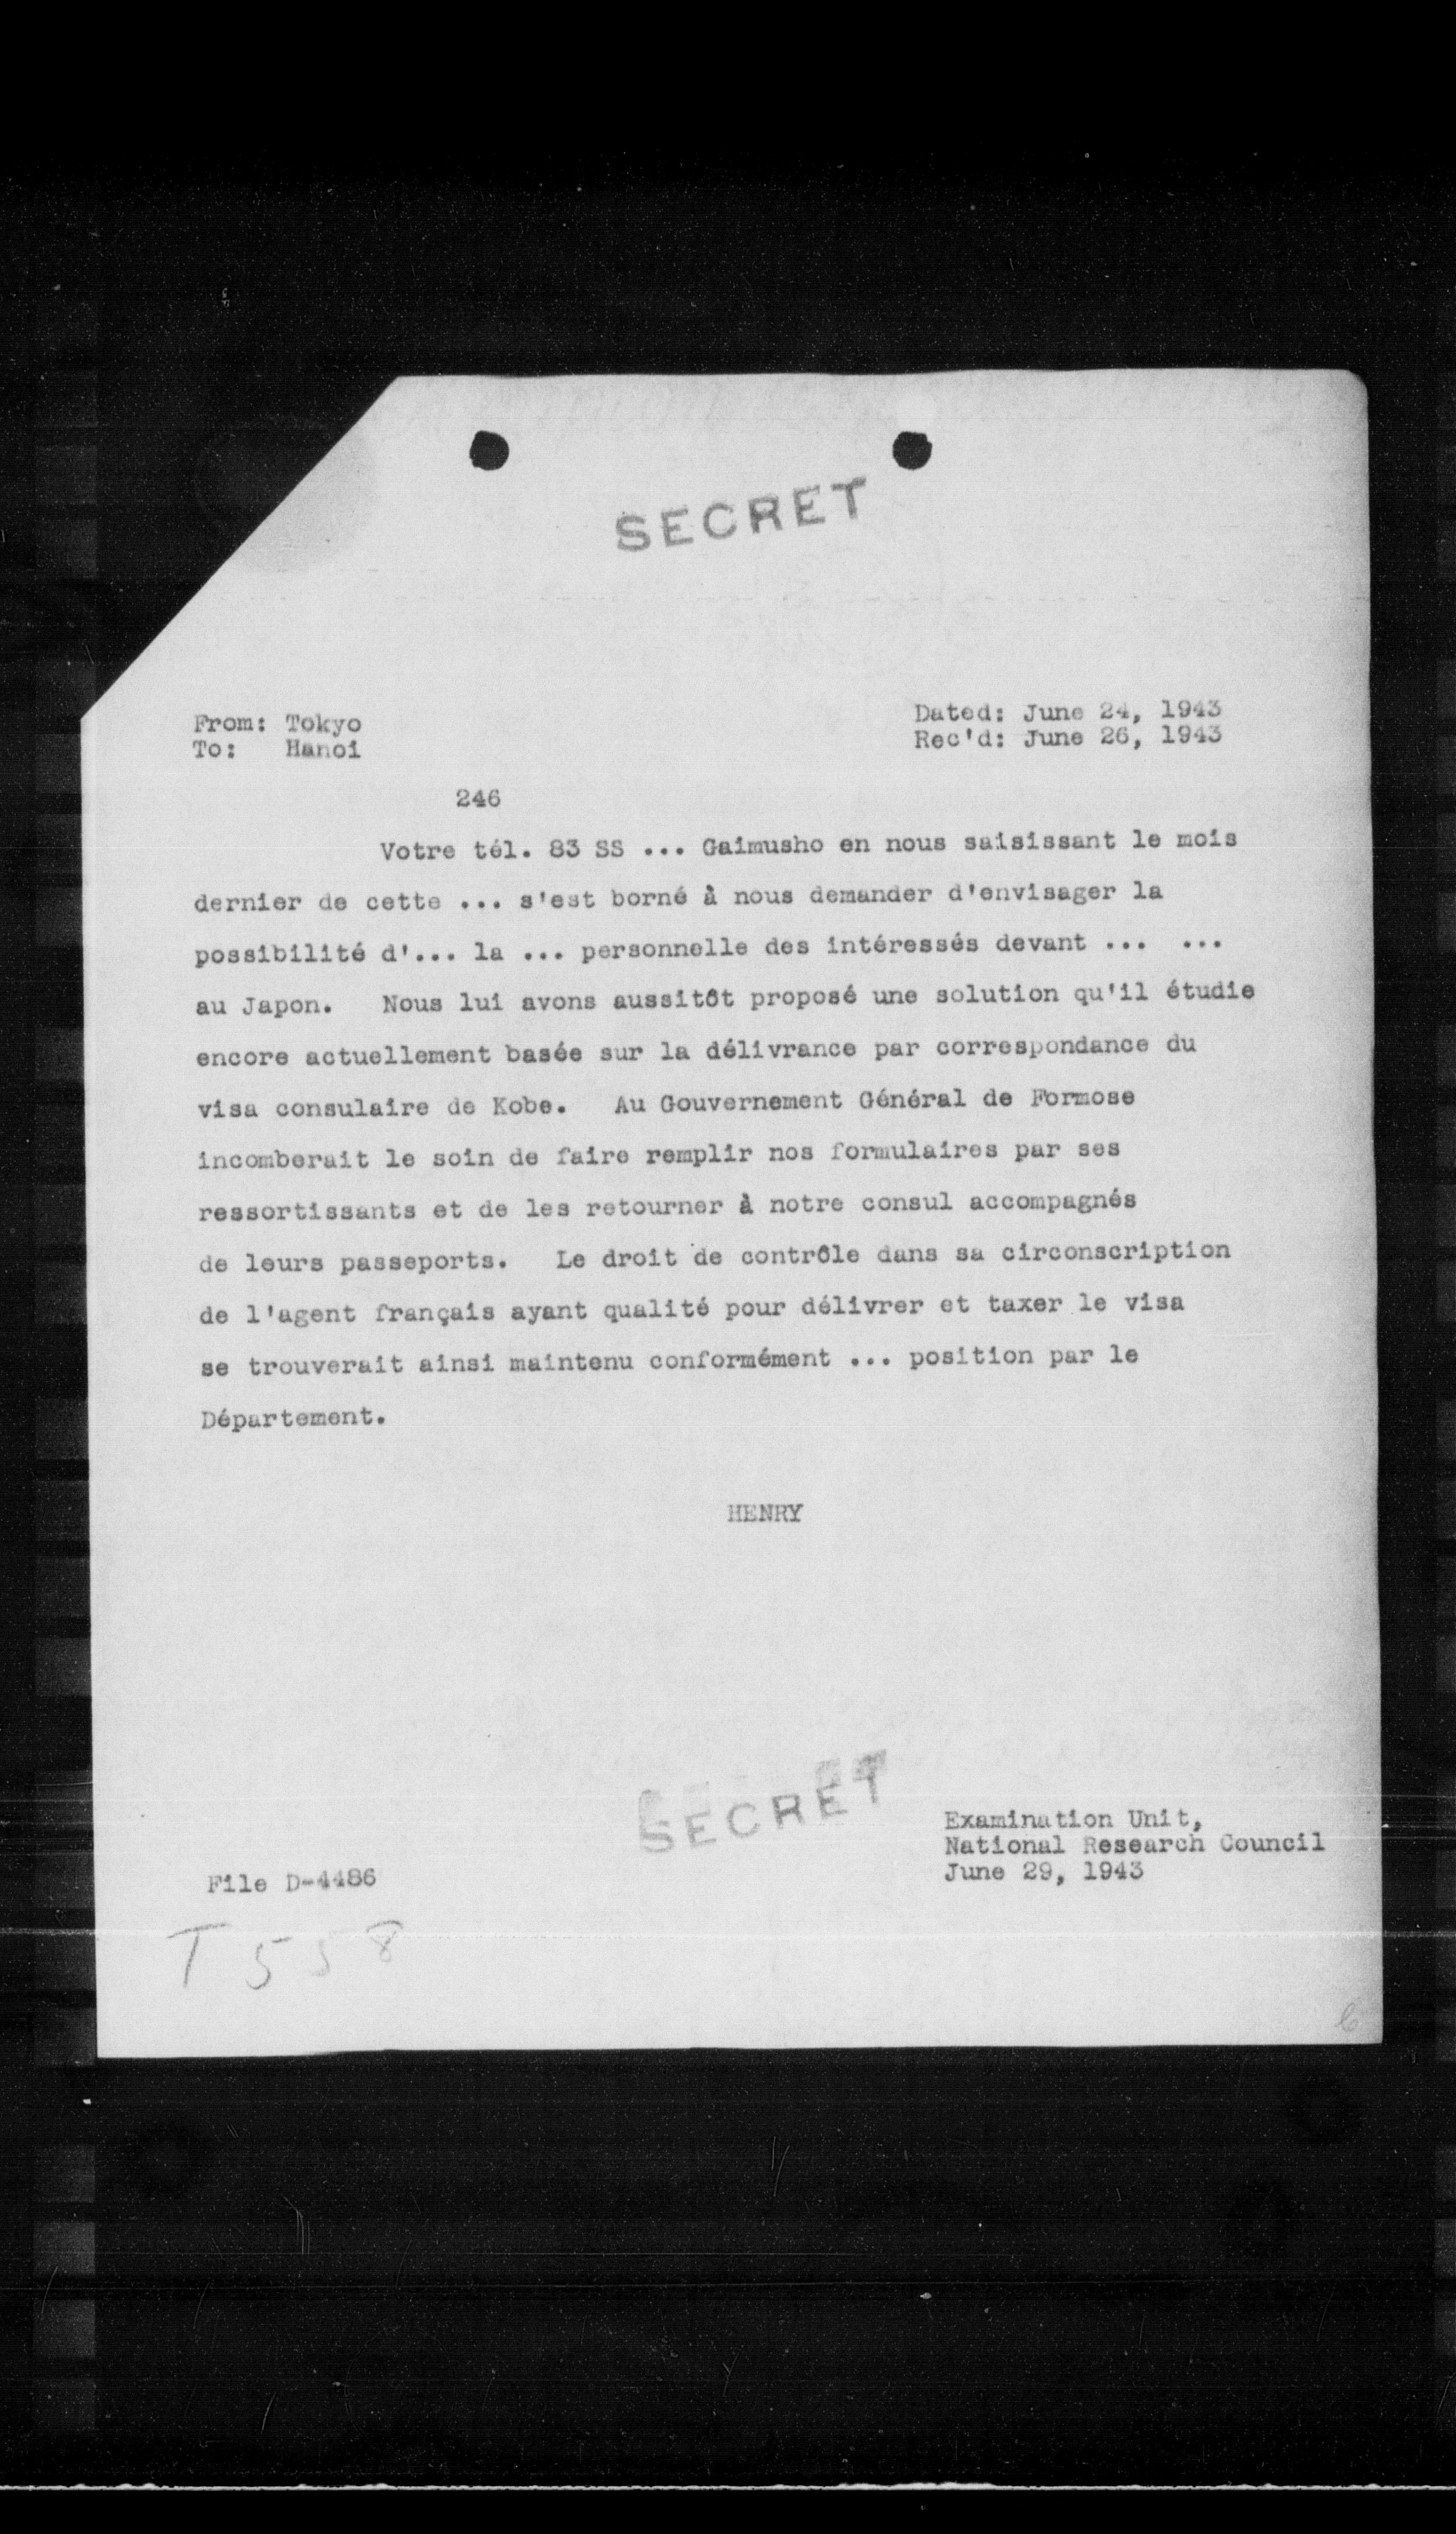 SECRET
From: Tokyo
To: Hanoi
Dated: June 24, 1943
Rec'd: June 26, 1943
246
Votre tél. 83 SS ... Gaimusho en nous saisissant le mois
dernier de cette ... s'est borné à nous demander d'envisager la
possibilité d'... la ... personnelle des intéressés devant ... ...
au Japon. Nous lui avons aussitôt proposé une solution qu'il étudie
encore actuellement basée sur la délivrance par correspondance du
visa consulaire de Kobe. Au Gouvernement Général de Formose
incomberait le soin de faire remplir nos formulaires par ses
ressortissants et de les retourner à notre consul accompagnés
de leurs passeports. Le droit de contrôle dans sa circonscription
de l'agent français ayant qualité pour délivrer et taxer le visa
se trouverait ainsi maintenu conformément ... position par le
Département.
HENRY
SECRET
Examination Unit,
National Research Council
June 29, 1943
File D-4486
T 558
6